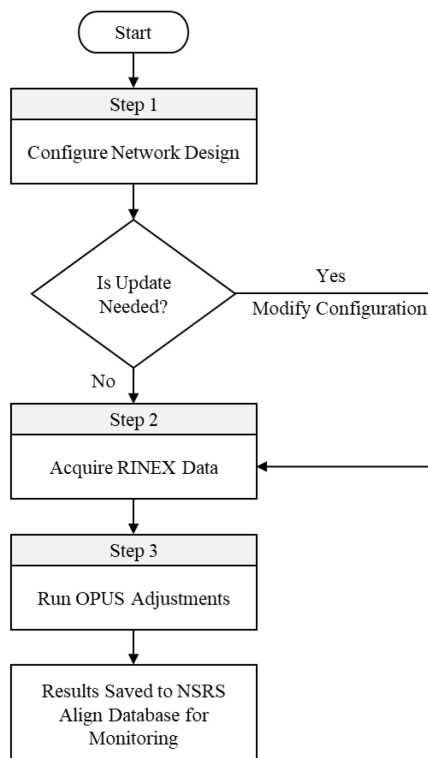 Start
Step 1
Configure Network Design
Is Update
Needed?
Yes
Modify Configuration
No
Step 2
Acquire RINEX Data
Step 3
Run OPUS Adjustments
Results Saved to NSRS
Align Database for
Monitoring